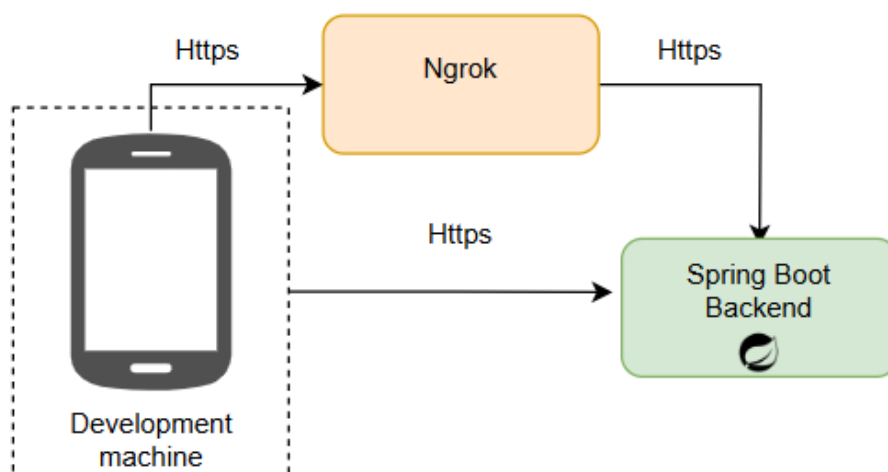 Https
Ngrok
Https
Https
Spring Boot
Backend
Development
machine